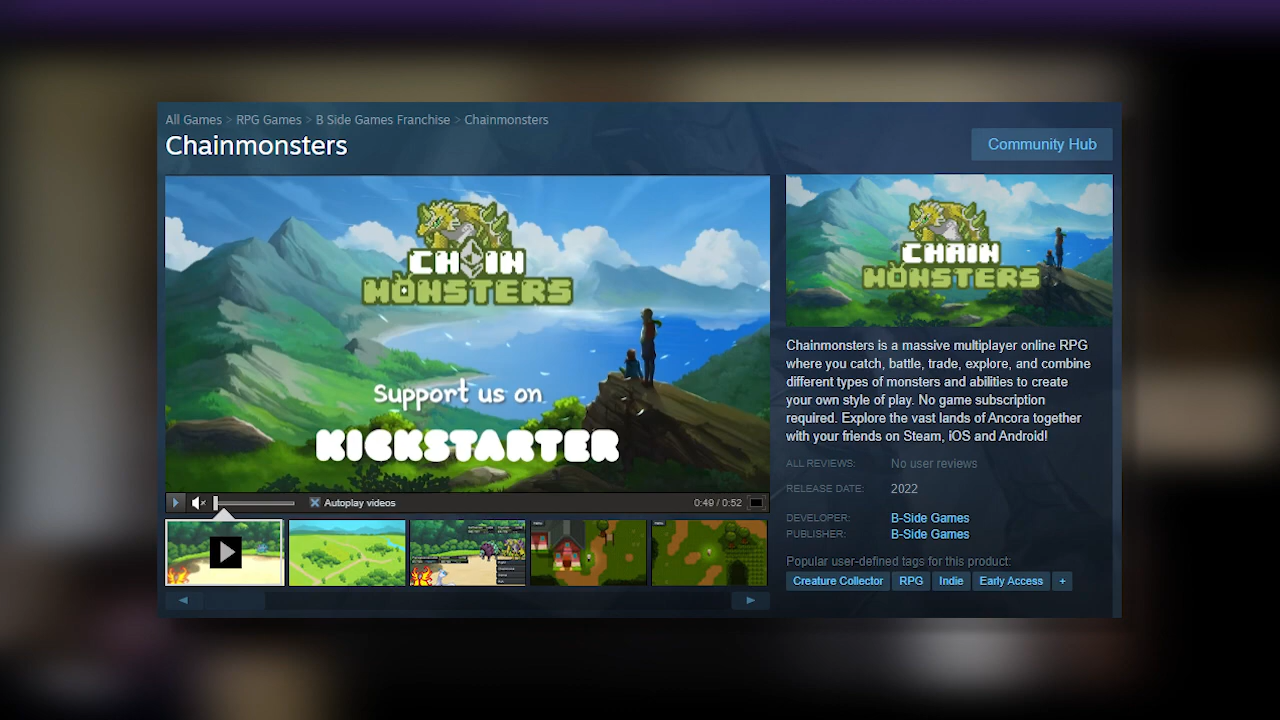 All Games > RPG Games > B Side Games Franchise > Chainmonsters
Chainmonsters
Community Hub
CHAIN
MONSTERS
Support us on
KICKSTARTER
Autoplay videos
0:49 / 0:52
CHAIN
MONSTERS
Chainmonsters is a massive multiplayer online RPG
where you catch, battle, trade, explore, and combine
different types of monsters and abilities to create
your own style of play. No game subscription
required. Explore the vast lands of Ancora together
with your friends on Steam, iOS and Android!
ALL REVIEWS: No user reviews
RELEASE DATE: 2022
DEVELOPER: B-Side Games
PUBLISHER: B-Side Games
Popular user-defined tags for this product:
Creature Collector RPG Indie Early Access +